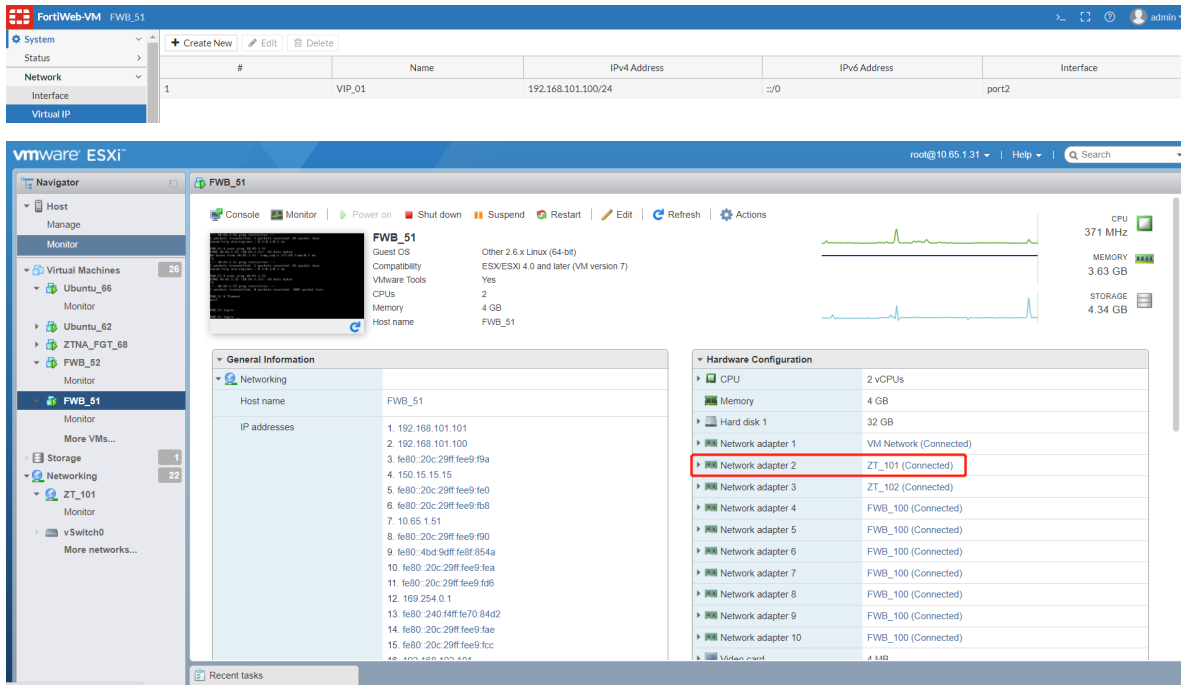 FortiWeb-VM FWB_51 >_ admin
System
Status
Network
Interface
Virtual IP
+ Create New Edit Delete
# Name IPv4 Address IPv6 Address Interface
1 VIP_01 192.168.101.100/24 ::/0 port2
vmware ESXi
root@10.65.1.31 | Help | Search
Navigator
Host
Manage
Monitor
Virtual Machines 26
Ubuntu_66
Monitor
Ubuntu_62
ZTNA_FGT_68
FWB_52
Monitor
FWB_51
Monitor
More VMs...
Storage 1
Networking 22
ZT_101
Monitor
vSwitch0
More networks...
FWB_51
Console Monitor | Power on Shut down Suspend Restart | Edit | Refresh | Actions
FWB_51
Guest OS Other 2.6.x Linux (64-bit)
Compatibility ESX/ESXi 4.0 and later (VM version 7)
VMware Tools Yes
CPUs 2
Memory 4 GB
Host name FWB_51
CPU
371 MHz
MEMORY
3.63 GB
STORAGE
4.34 GB
General Information
Networking
Host name FWB_51
IP addresses
1. 192.168.101.101
2. 192.168.101.100
3. fe80::20c:29ff:fee9:f9a
4. 150.15.15.15
5. fe80::20c:29ff:fee9:fe0
6. fe80::20c:29ff:fee9:fb8
7. 10.65.1.51
8. fe80::20c:29ff:fee9:f90
9. fe80::4bd:9dff:fe8f:854a
10. fe80::20c:29ff:fee9:fea
11. fe80::20c:29ff:fee9:fd6
12. 169.254.0.1
13. fe80::240:f4ff:fe70:84d2
14. fe80::20c:29ff:fee9:fae
15. fe80::20c:29ff:fee9:fcc
Hardware Configuration
CPU 2 vCPUs
Memory 4 GB
Hard disk 1 32 GB
Network adapter 1 VM Network (Connected)
Network adapter 2 ZT_101 (Connected)
Network adapter 3 ZT_102 (Connected)
Network adapter 4 FWB_100 (Connected)
Network adapter 5 FWB_100 (Connected)
Network adapter 6 FWB_100 (Connected)
Network adapter 7 FWB_100 (Connected)
Network adapter 8 FWB_100 (Connected)
Network adapter 9 FWB_100 (Connected)
Network adapter 10 FWB_100 (Connected)
Video card 4 MB
Recent tasks